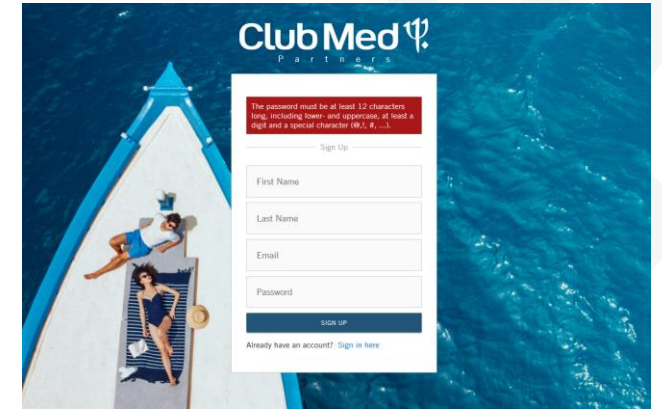 Club Med
Partners
The password must be at least 12 characters
long, including lower- and uppercase, at least a
digit and a special character (@,!, #, ...).
Sign Up
First Name
Last Name
Email
Password
SIGN UP
Already have an account? Sign in here